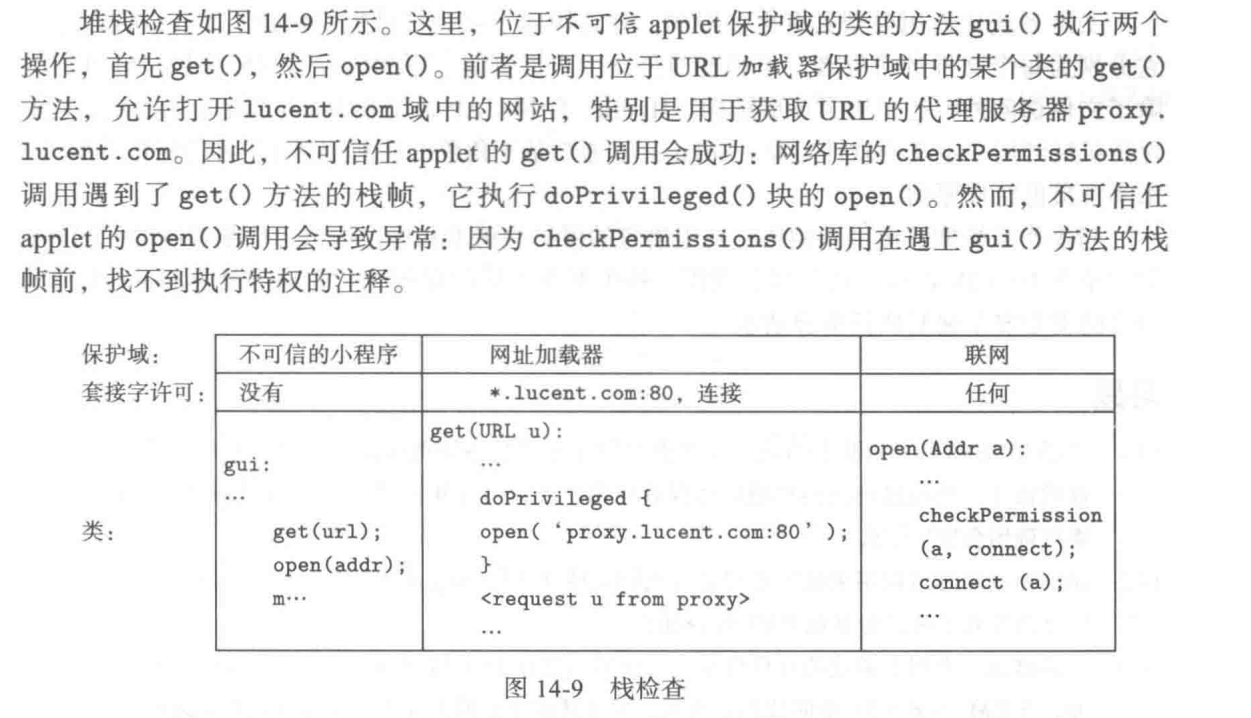 堆栈检查如图 14-9 所示。这里，位于不可信 applet 保护域的类的方法 gui() 执行两个
操作，首先 get()，然后 open()。前者是调用位于 URL 加载器保护域中的某个类的 get()
方法，允许打开 lucent.com 域中的网站，特别是用于获取 URL 的代理服务器 proxy.
lucent.com。因此，不可信任 applet 的 get() 调用会成功：网络库的 checkPermissions()
调用遇到了 get() 方法的栈帧，它执行 doPrivileged() 块的 open()。然而，不可信任
applet 的 open() 调用会导致异常：因为 checkPermissions() 调用在遇上 gui() 方法的栈
帧前，找不到执行特权的注释。
保护域： 不可信的小程序 网址加载器 联网
套接字许可： 没有 *.lucent.com:80，连接 任何
类：
gui:
…
get(url);
open(addr);
m…
get(URL u):
…
doPrivileged {
open( ‘proxy.lucent.com:80’ );
}
<request u from proxy>
…
open(Addr a):
…
checkPermission
(a, connect);
connect (a);
…
图 14-9 栈检查